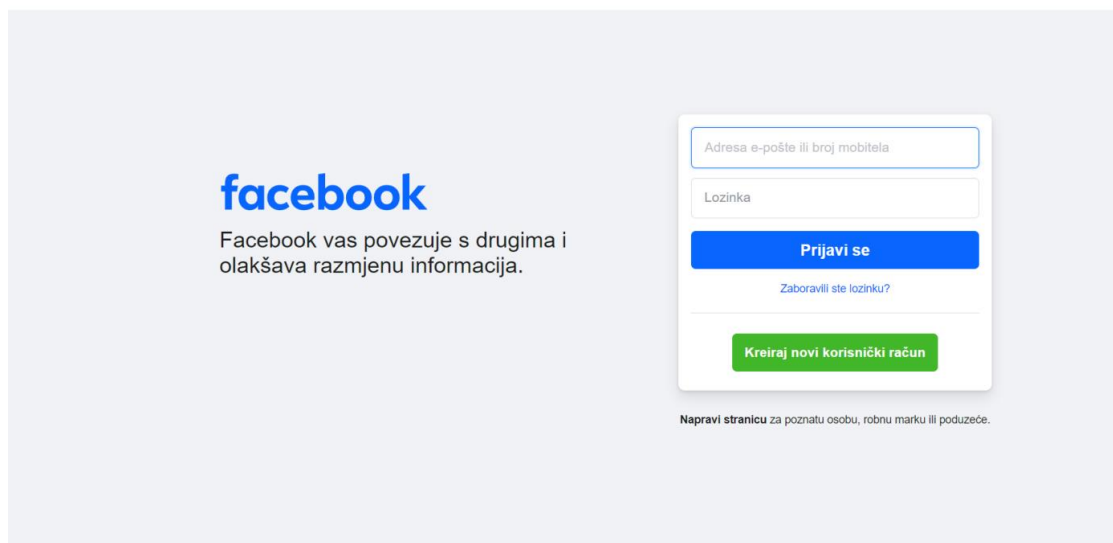 facebook
Facebook vas povezuje s drugima i
olakšava razmjenu informacija.
Adresa e-pošte ili broj mobitela
Lozinka
Prijavi se
Zaboravili ste lozinku?
Kreiraj novi korisnički račun
Napravi stranicu za poznatu osobu, robnu marku ili poduzeće.